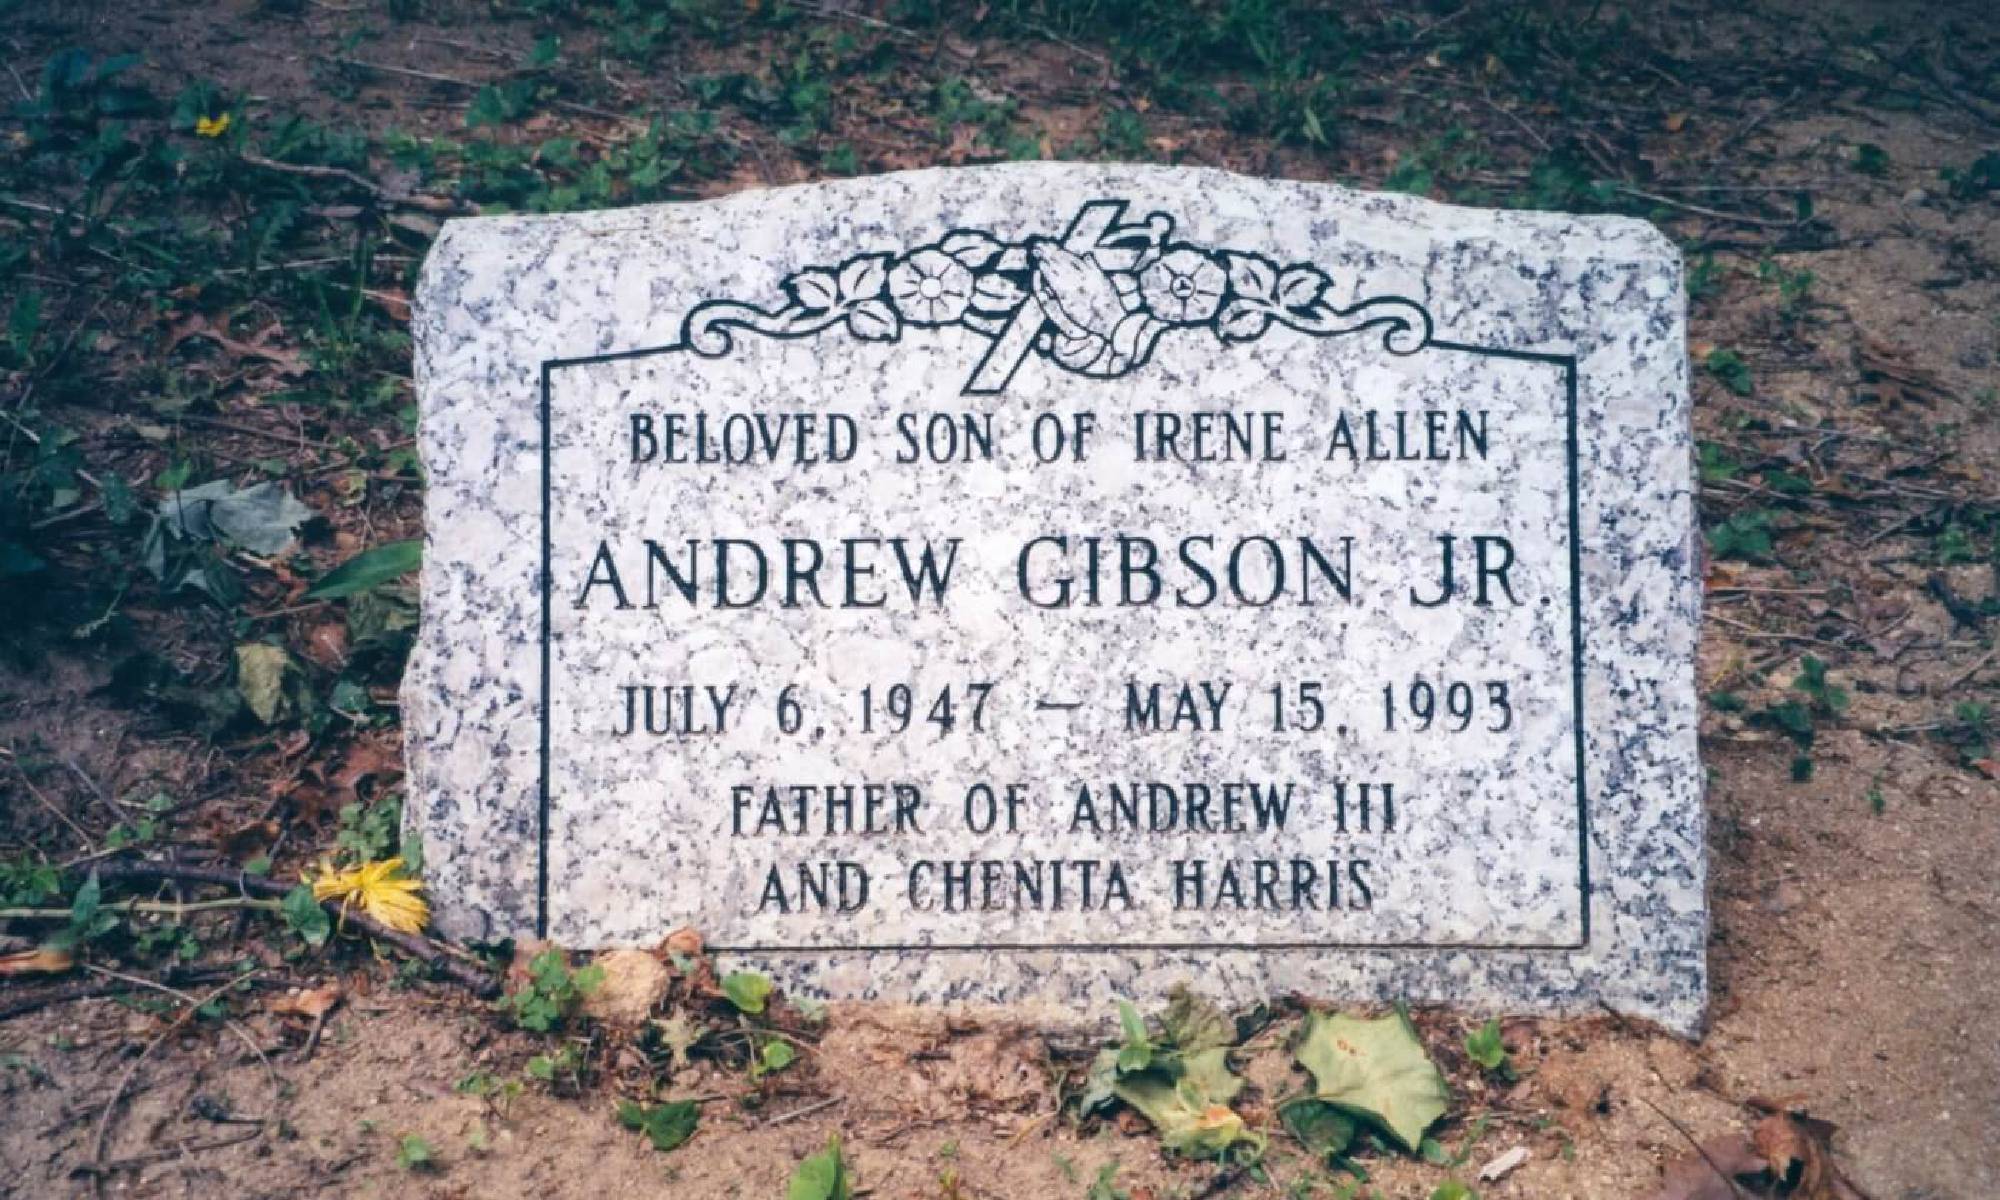 BELOVED SON OF IRENE ALLEN
ANDREW GIBSON JR.
JULY 6, 1947 – MAY 15, 1993
FATHER OF ANDREW III
AND CHENITA HARRIS